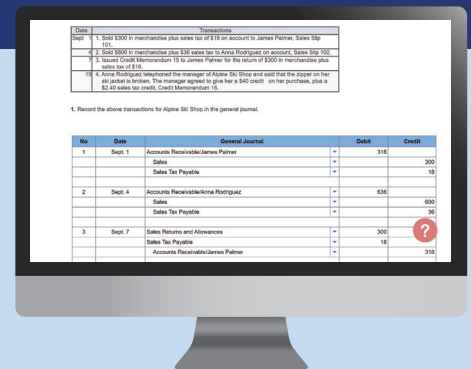 Date Transactions
Sept 1 1. Sold $300 in merchandise plus sales tax of $18 on account to James Palmer, Sales Slip
101.
4 2. Sold $600 in merchandise plus $36 sales tax to Anna Rodriguez on account, Sales Slip 102.
7 3. Issued Credit Memorandum 15 to James Palmer for the return of $300 in merchandise plus
sales tax of $18.
19 4. Anna Rodriguez telephoned the manager of Alpine Ski Shop and said that the zipper on her
ski jacket is broken. The manager agreed to give her a $40 credit on her purchase, plus a
$2.40 sales tax credit, Credit Memorandum 16.
1. Record the above transactions for Alpine Ski Shop in the general journal.
No Date General Journal Debit Credit
1 Sept. 1 Accounts Receivable/James Palmer 318
Sales 300
Sales Tax Payable 18
2 Sept. 4 Accounts Receivable/Anna Rodriguez 636
Sales 600
Sales Tax Payable 36
3 Sept. 7 Sales Returns and Allowances 300
Sales Tax Payable 18
Accounts Receivable/James Palmer 318
?